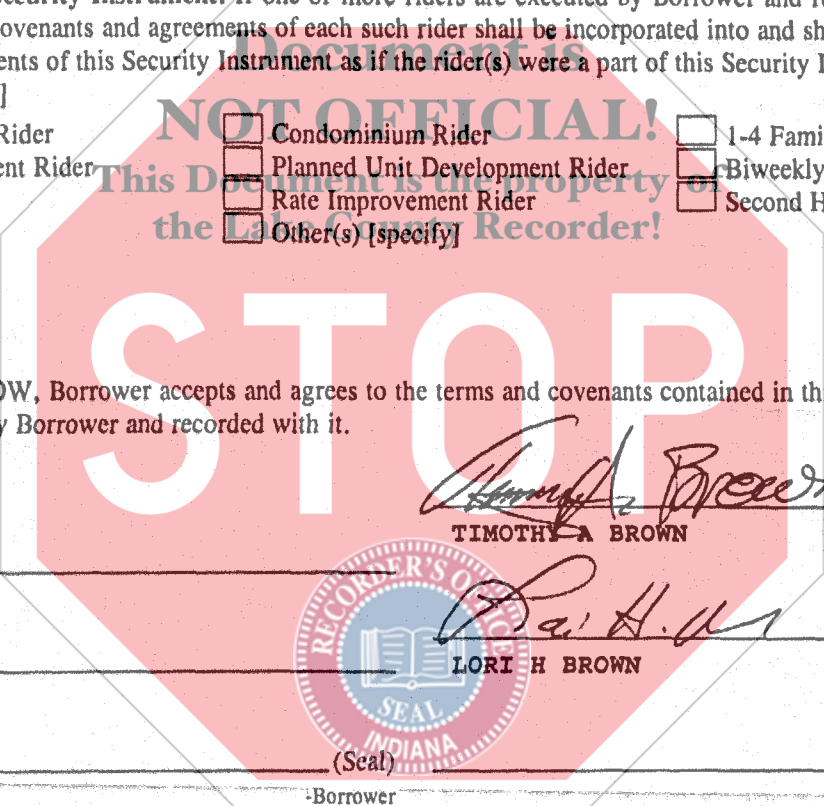 Security Instrument. If one or more riders are executed by Borrower and
ovenants and agreements of each such rider shall be incorporated into and sh
ents of this Security Instrument as if the rider(s) were a part of this Security I
]
Document is
NOT OFFICIAL!
This Document is the property of
the Lake County Recorder!
Rider
Condominium Rider
1-4 Fami
ent Rider
Planned Unit Development Rider
Biweekly
Rate Improvement Rider
Second H
Other(s) [specify]
STOP
OW, Borrower accepts and agrees to the terms and covenants contained in th
y Borrower and recorded with it.
Timothy A Brown
TIMOTHY A BROWN
Lori H.
LORI H BROWN
RECORDER'S OFFICE
SEAL
INDIANA
(Seal)
-Borrower